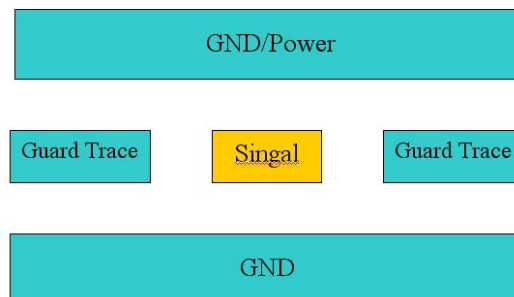 GND/Power
Guard Trace
Singal
Guard Trace
GND